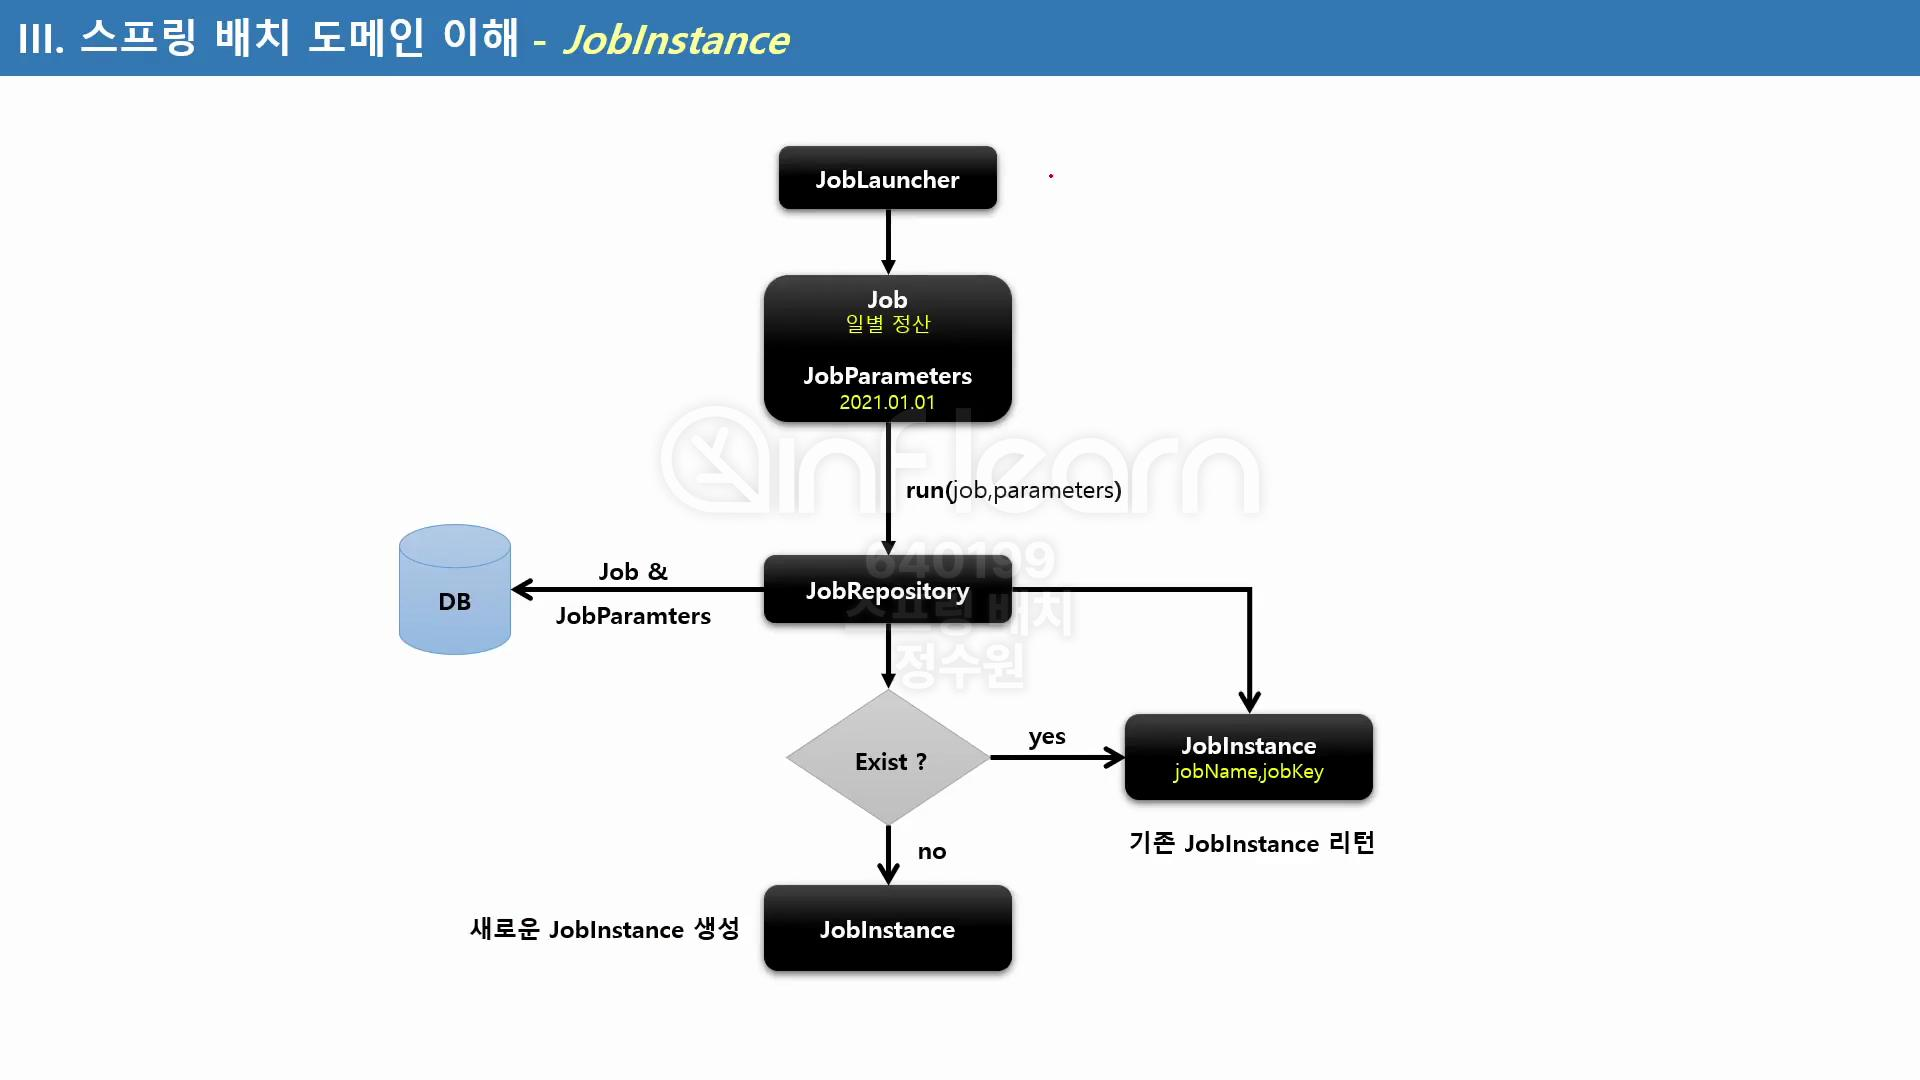 III. 스프링 배치 도메인 이해 - JobInstance
JobLauncher
Job
일별 정산
JobParameters
2021.01.01
inflearn
run(job,parameters)
640199
스프링 배치
정수원
DB
Job &
JobParamters
JobRepository
Exist ?
yes
JobInstance
jobName,jobKey
기존 JobInstance 리턴
no
새로운 JobInstance 생성
JobInstance